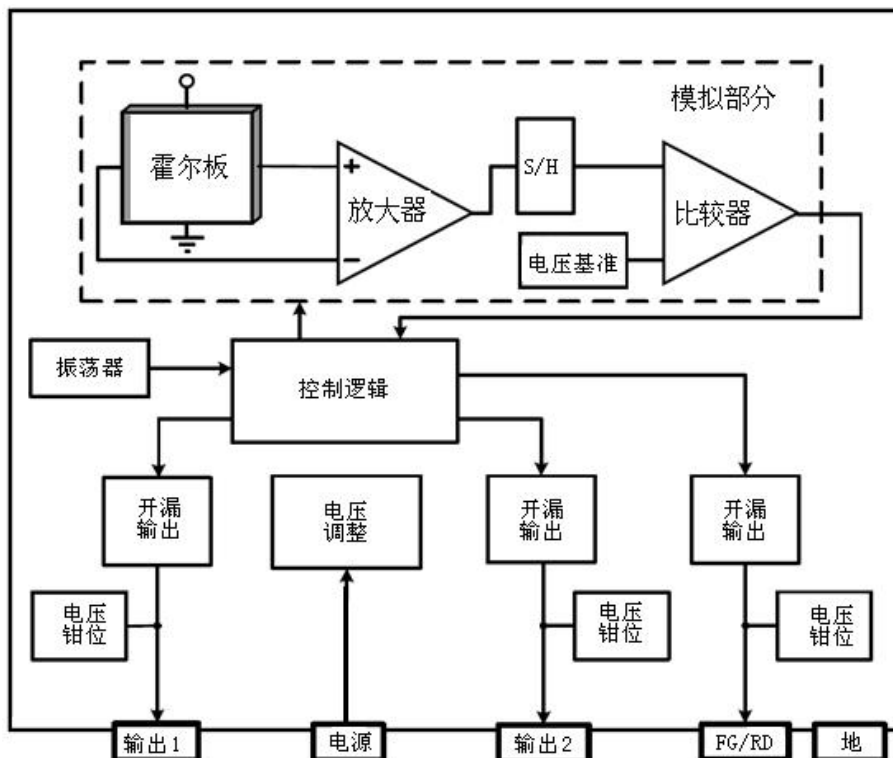 模拟部分
霍尔板
+
放大器
−
S/H
比较器
电压基准
振荡器
控制逻辑
开漏
输出
电压
调整
开漏
输出
开漏
输出
电压
钳位
电压
钳位
电压
钳位
输出1
电源
输出2
FG/RD
地